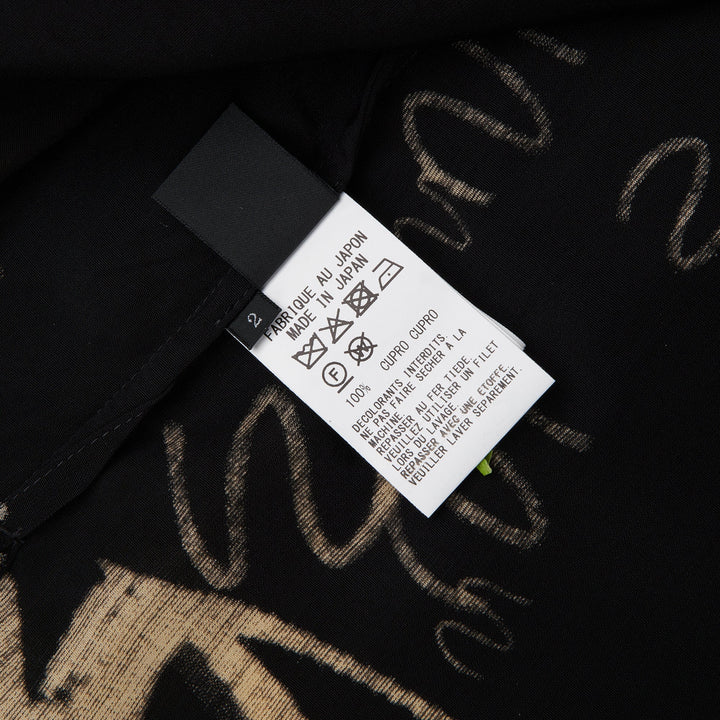 2
FABRIQUE AU JAPON
MADE IN JAPAN
F
100% CUPRO CUPRO
DECOLORANTS INTERDITS.
NE PAS FAIRE SECHER A LA
MACHINE.
REPASSER AU FER TIEDE.
VEUILLEZ UTILISER UN FILET
LORS DU LAVAGE.
REPASSER AVEC UNE ETOFFE.
VEUILLER LAVER SEPAREMENT.